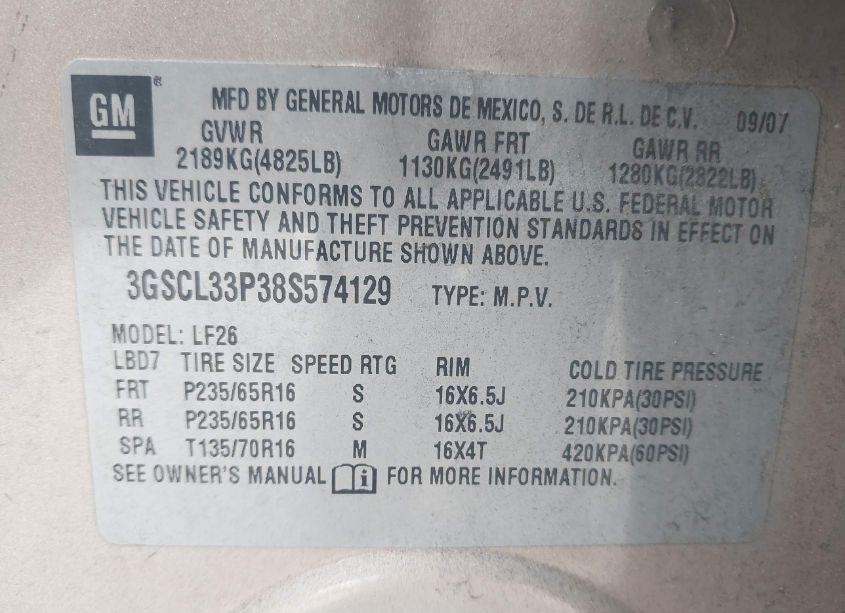 GM MFD BY GENERAL MOTORS DE MEXICO, S. DE R.L. DE C.V. 09/07
GVWR GAWR FRT GAWR RR
2189KG(4825LB) 1130KG(2491LB) 1280KG(2822LB)
THIS VEHICLE CONFORMS TO ALL APPLICABLE U.S. FEDERAL MOTOR
VEHICLE SAFETY AND THEFT PREVENTION STANDARDS IN EFFECT ON
THE DATE OF MANUFACTURE SHOWN ABOVE.
3GSCL33P38S574129 TYPE: M.P.V.
MODEL: LF26
LBD7 TIRE SIZE SPEED RTG RIM COLD TIRE PRESSURE
FRT P235/65R16 S 16X6.5J 210KPA(30PSI)
RR P235/65R16 S 16X6.5J 210KPA(30PSI)
SPA T135/70R16 M 16X4T 420KPA(60PSI)
SEE OWNER'S MANUAL i FOR MORE INFORMATION.